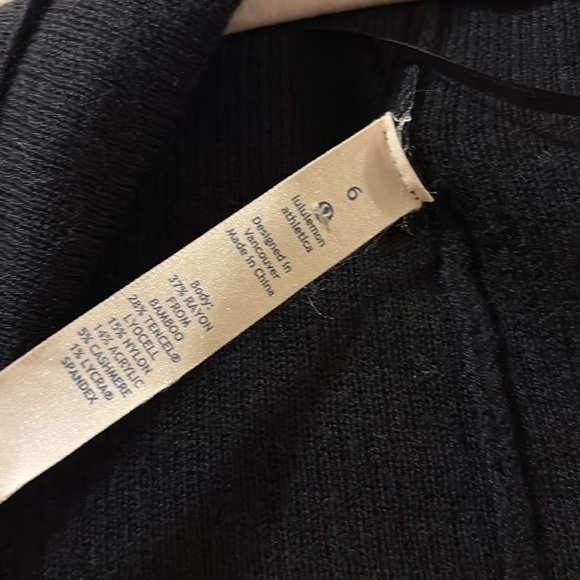 6
lululemon
athletica
Designed in
Vancouver
Made in China
Body:
37% RAYON
FROM
BAMBOO
28% TENCEL®
LYOCELL
15% NYLON
14% ACRYLIC
5% CASHMERE
1% LYCRA®
SPANDEX